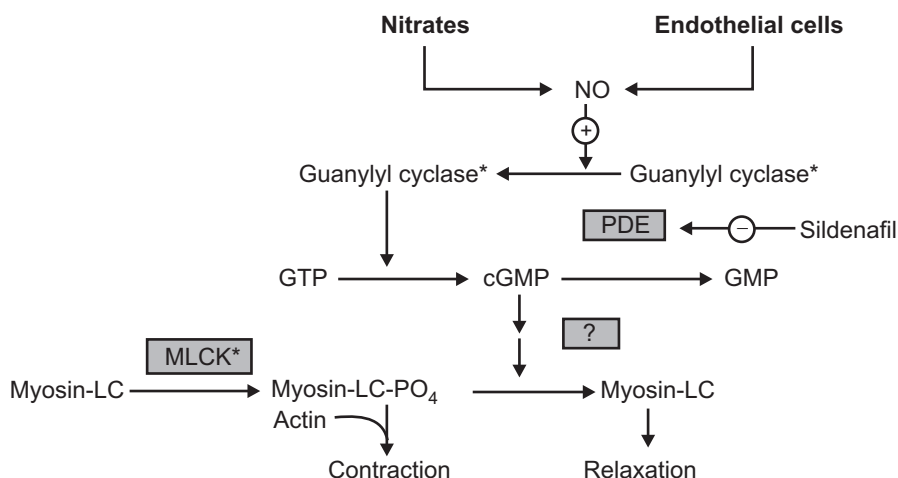 Nitrates Endothelial cells
NO
+
Guanylyl cyclase* Guanylyl cyclase*
PDE − Sildenafil
GTP cGMP GMP
?
MLCK*
Myosin-LC Myosin-LC-PO₄ Myosin-LC
Actin
Contraction Relaxation